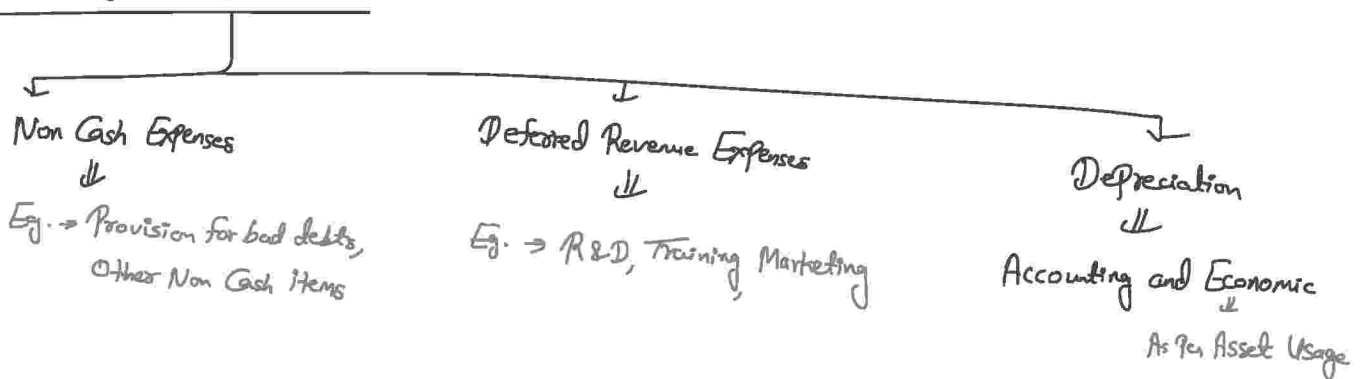 Non Cash Expenses
Eg. → Provision for bad debts,
Other Non Cash items
Deferred Revenue Expenses
Eg. → R&D, Training, Marketing
Depreciation
Accounting and Economic
As Per Asset Usage